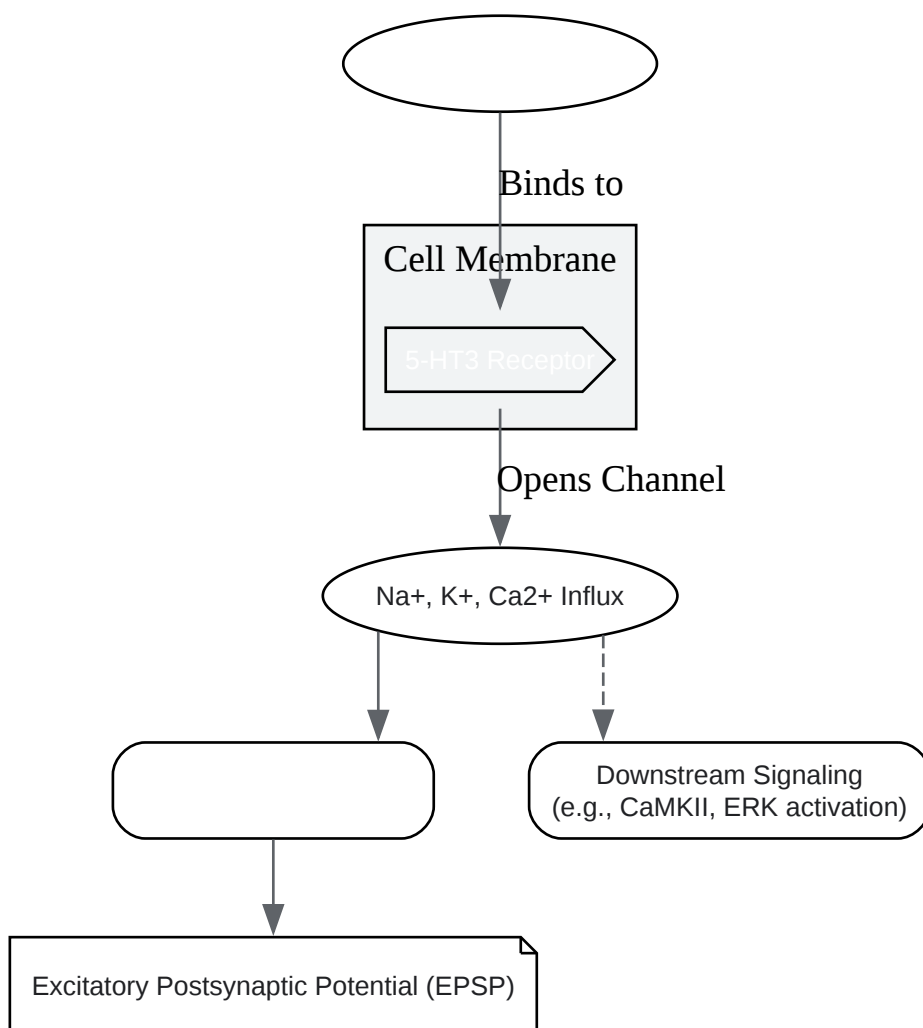 Binds to
Cell Membrane
5-HT3 Receptor
Opens Channel
Na+, K+, Ca2+ Influx
Downstream Signaling
(e.g., CaMKII, ERK activation)
Excitatory Postsynaptic Potential (EPSP)